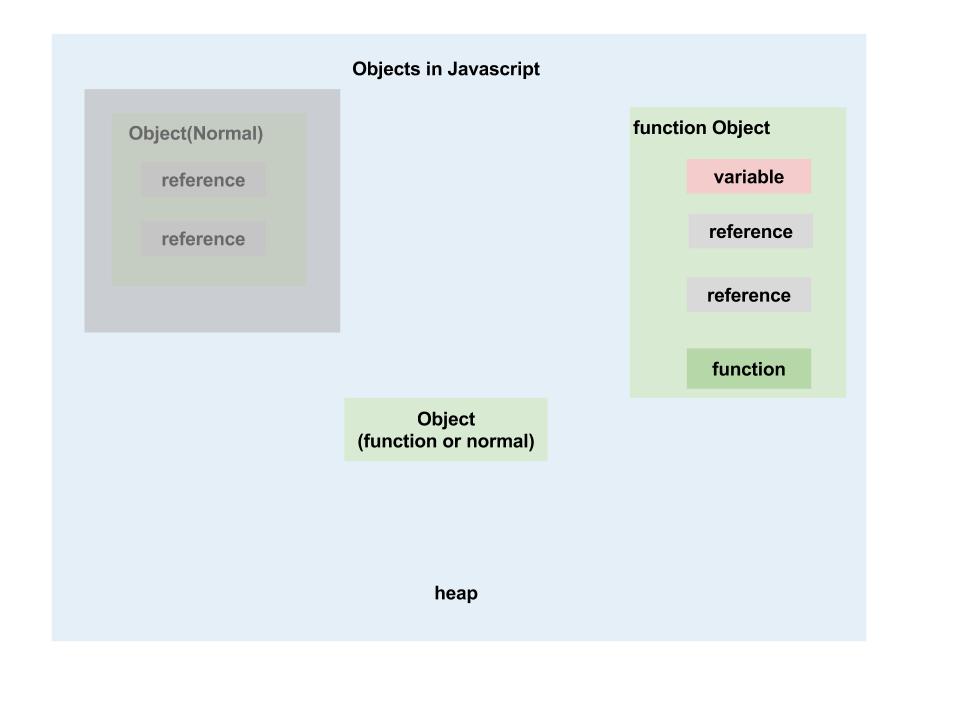 Objects in Javascript
Object(Normal)
reference
reference
function Object
variable
reference
reference
function
Object
(function or normal)
heap